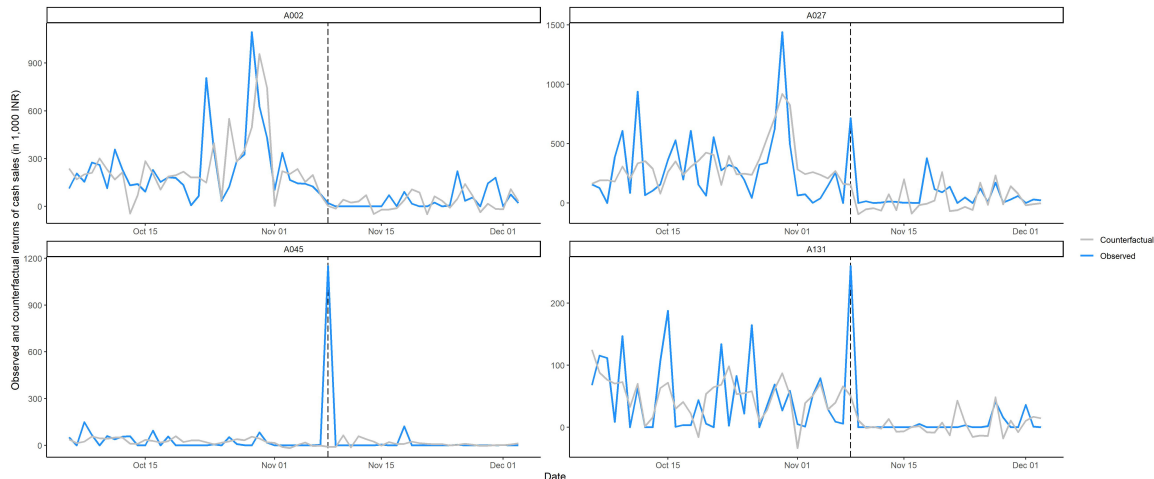 A002
A027
Observed and counterfactual returns of cash sales (in 1,000 INR)
900
600
300
0
Oct 15
Nov 01
Nov 15
Dec 01
1500
1000
500
0
Oct 15
Nov 01
Nov 15
Dec 01
A045
A131
1200
900
600
300
0
Oct 15
Nov 01
Nov 15
Dec 01
200
100
0
Oct 15
Nov 01
Nov 15
Dec 01
Date
Counterfactual
Observed